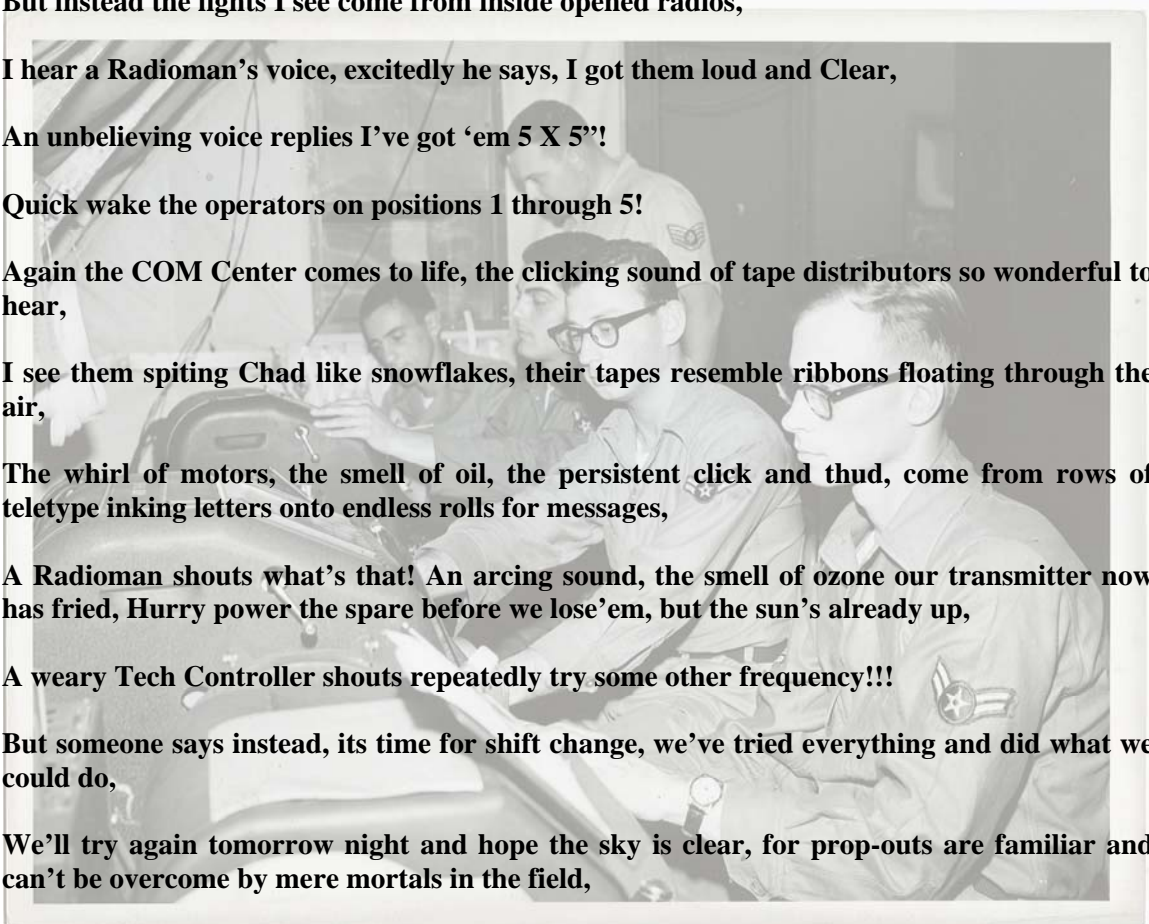 But instead the lights I see come from inside opened radios,
I hear a Radioman’s voice, excitedly he says, I got them loud and Clear,
An unbelieving voice replies I’ve got ‘em 5 X 5”!
Quick wake the operators on positions 1 through 5!
Again the COM Center comes to life, the clicking sound of tape distributors so wonderful to
hear,
I see them spiting Chad like snowflakes, their tapes resemble ribbons floating through the
air,
The whirl of motors, the smell of oil, the persistent click and thud, come from rows of
teletype inking letters onto endless rolls for messages,
A Radioman shouts what’s that! An arcing sound, the smell of ozone our transmitter now
has fried, Hurry power the spare before we lose’em, but the sun’s already up,
A weary Tech Controller shouts repeatedly try some other frequency!!!
But someone says instead, its time for shift change, we’ve tried everything and did what we
could do,
We’ll try again tomorrow night and hope the sky is clear, for prop-outs are familiar and
can’t be overcome by mere mortals in the field,